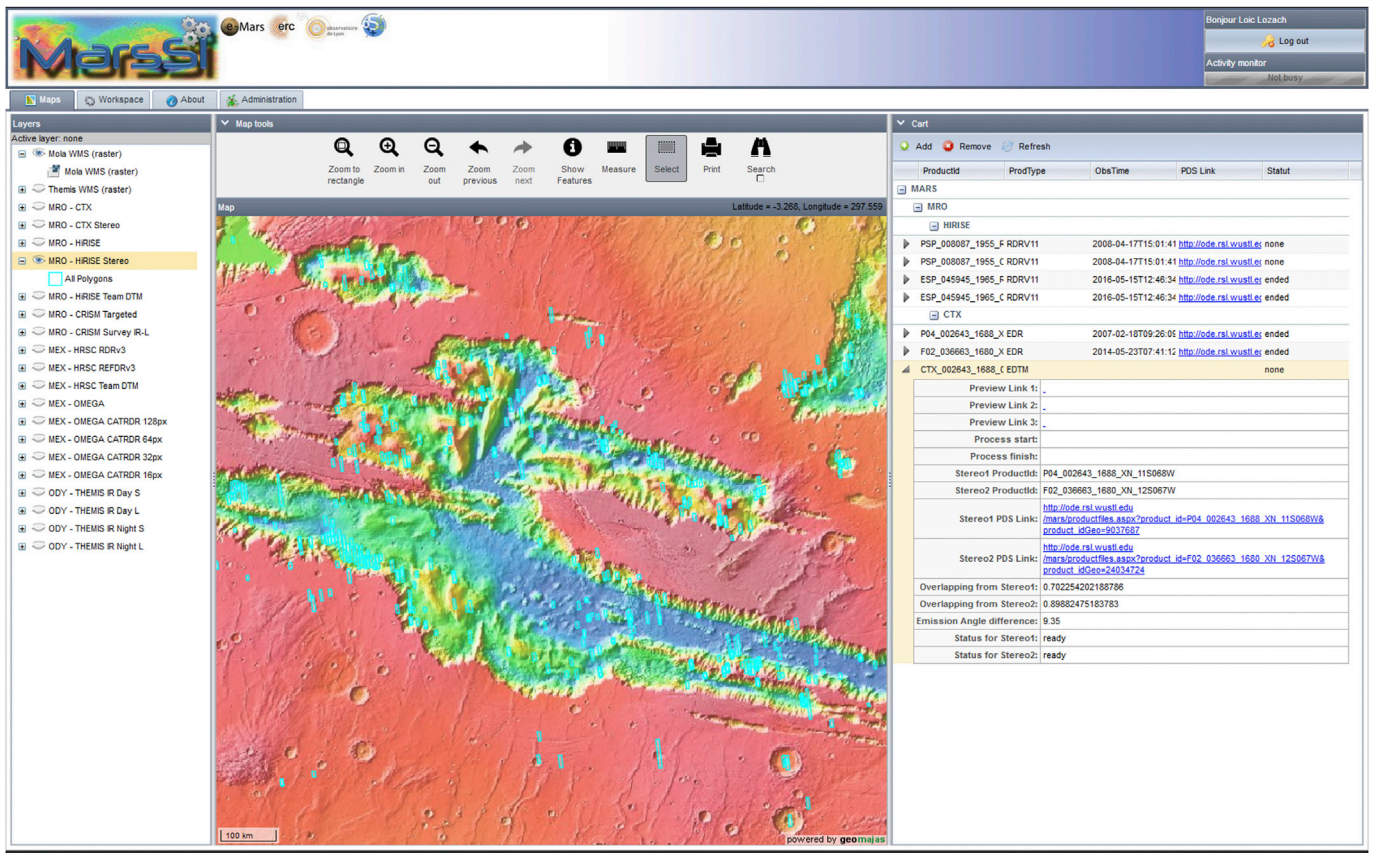 MarsSI
e-Mars erc observatoire de Lyon
Bonjour Loic Lozach
Log out
Activity monitor
Not busy
Maps Workspace About Administration
Layers
Active layer: none
Mola WMS (raster)
Mola WMS (raster)
Themis WMS (raster)
MRO - CTX
MRO - CTX Stereo
MRO - HiRISE
MRO - HiRISE Stereo
All Polygons
MRO - HiRISE Team DTM
MRO - CRISM Targeted
MRO - CRISM Survey IR-L
MEX - HRSC RDRv3
MEX - HRSC REFDRv3
MEX - HRSC Team DTM
MEX - OMEGA
MEX - OMEGA CATRDR 128px
MEX - OMEGA CATRDR 64px
MEX - OMEGA CATRDR 32px
MEX - OMEGA CATRDR 16px
ODY - THEMIS IR Day S
ODY - THEMIS IR Day L
ODY - THEMIS IR Night S
ODY - THEMIS IR Night L
Map tools
Zoom to rectangle
Zoom in
Zoom out
Zoom previous
Zoom next
Show Features
Measure
Select
Print
Search
Map Latitude = -3.268, Longitude = 297.559
100 km
powered by geomajas
Cart
Add Remove Refresh
ProductId ProdType ObsTime PDS Link Statut
MARS
MRO
HIRISE
PSP_008087_1955_F RDRV11 2008-04-17T15:01:41 http://ode.rsl.wustl.ec none
PSP_008087_1955_C RDRV11 2008-04-17T15:01:41 http://ode.rsl.wustl.ec none
ESP_045945_1965_F RDRV11 2016-05-15T12:46:34 http://ode.rsl.wustl.ec ended
ESP_045945_1965_C RDRV11 2016-05-15T12:46:34 http://ode.rsl.wustl.ec ended
CTX
P04_002643_1688_X EDR 2007-02-18T09:26:09 http://ode.rsl.wustl.ec ended
F02_036663_1680_X EDR 2014-05-23T07:41:12 http://ode.rsl.wustl.ec ended
CTX_002643_1688_C EDTM none
Preview Link 1:
Preview Link 2:
Preview Link 3:
Process start:
Process finish:
Stereo1 ProductId: P04_002643_1688_XN_11S068W
Stereo2 ProductId: F02_036663_1680_XN_12S067W
Stereo1 PDS Link: http://ode.rsl.wustl.edu
/mars/productfiles.aspx?product_id=P04_002643_1688_XN_11S068W&
product_idGeo=9037687
Stereo2 PDS Link: http://ode.rsl.wustl.edu
/mars/productfiles.aspx?product_id=F02_036663_1680_XN_12S067W&
product_idGeo=24034724
Overlapping from Stereo1: 0.702254202188786
Overlapping from Stereo2: 0.89882475183783
Emission Angle difference: 9.35
Status for Stereo1: ready
Status for Stereo2: ready